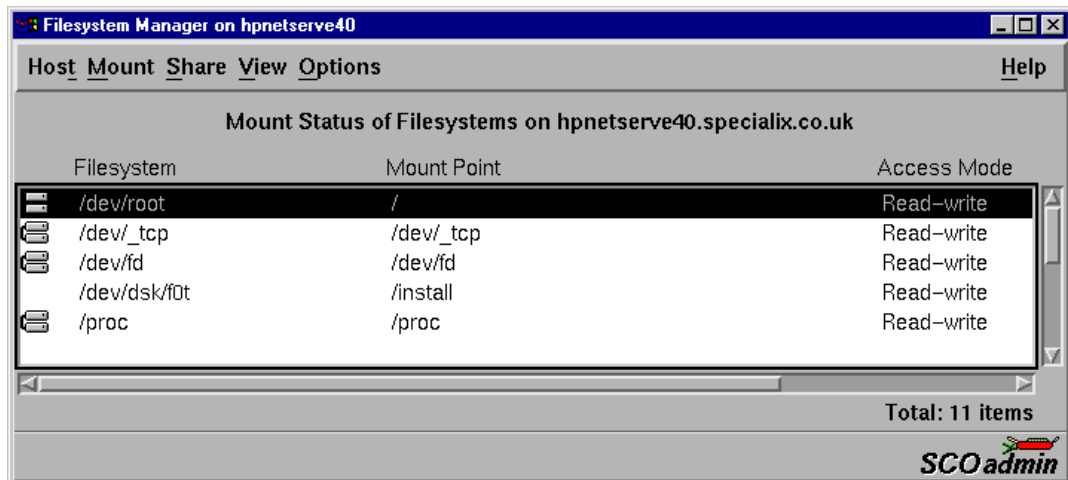 Filesystem Manager on hpnetserve40
Host Mount Share View Options Help
Mount Status of Filesystems on hpnetserve40.specialix.co.uk
Filesystem Mount Point Access Mode
/dev/root / Read-write
/dev/_tcp /dev/_tcp Read-write
/dev/fd /dev/fd Read-write
/dev/dsk/f0t /install Read-write
/proc /proc Read-write
Total: 11 items
SCOadmin